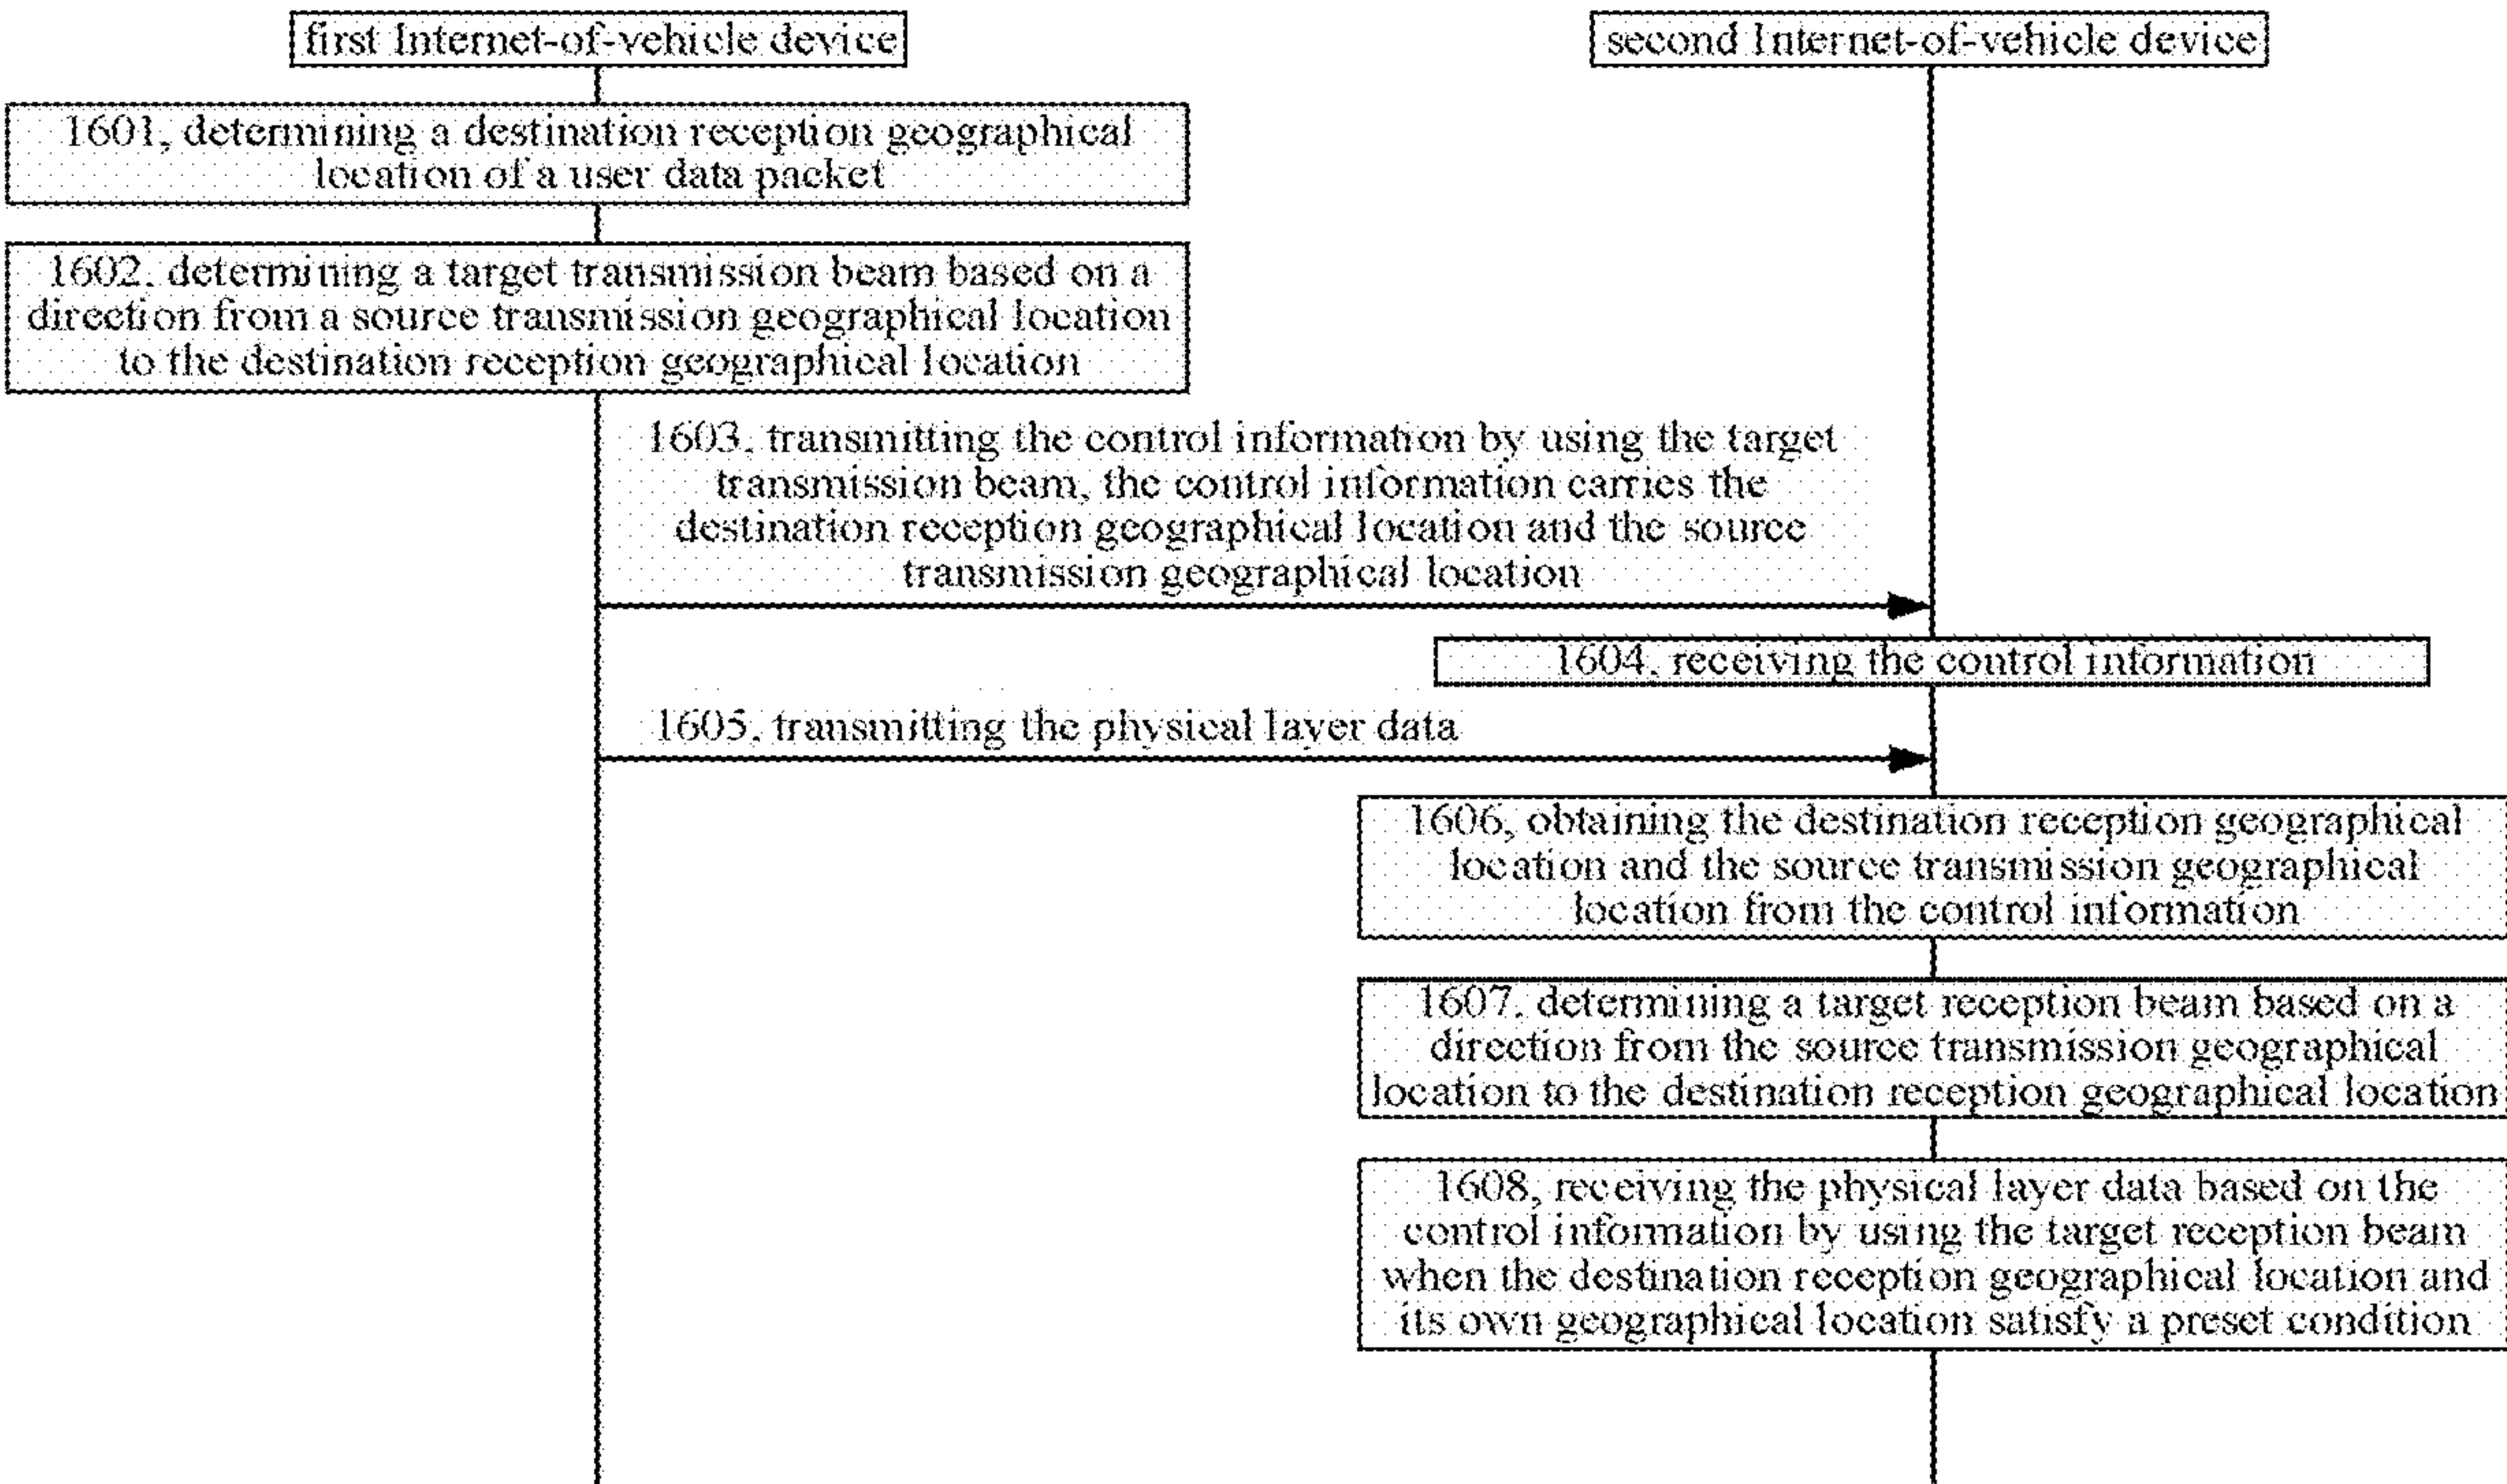 first Internet-of-vehicle device
second Internet-of-vehicle device
1601, determining a destination reception geographical
location of a user data packet
1602, determining a target transmission beam based on a
direction from a source transmission geographical location
to the destination reception geographical location
1603, transmitting the control information by using the target
transmission beam, the control information carries the
destination reception geographical location and the source
transmission geographical location
1604, receiving the control information
1605, transmitting the physical layer data
1606, obtaining the destination reception geographical
location and the source transmission geographical
location from the control information
1607, determining a target reception beam based on a
direction from the source transmission geographical
location to the destination reception geographical location
1608, receiving the physical layer data based on the
control information by using the target reception beam
when the destination reception geographical location and
its own geographical location satisfy a preset condition